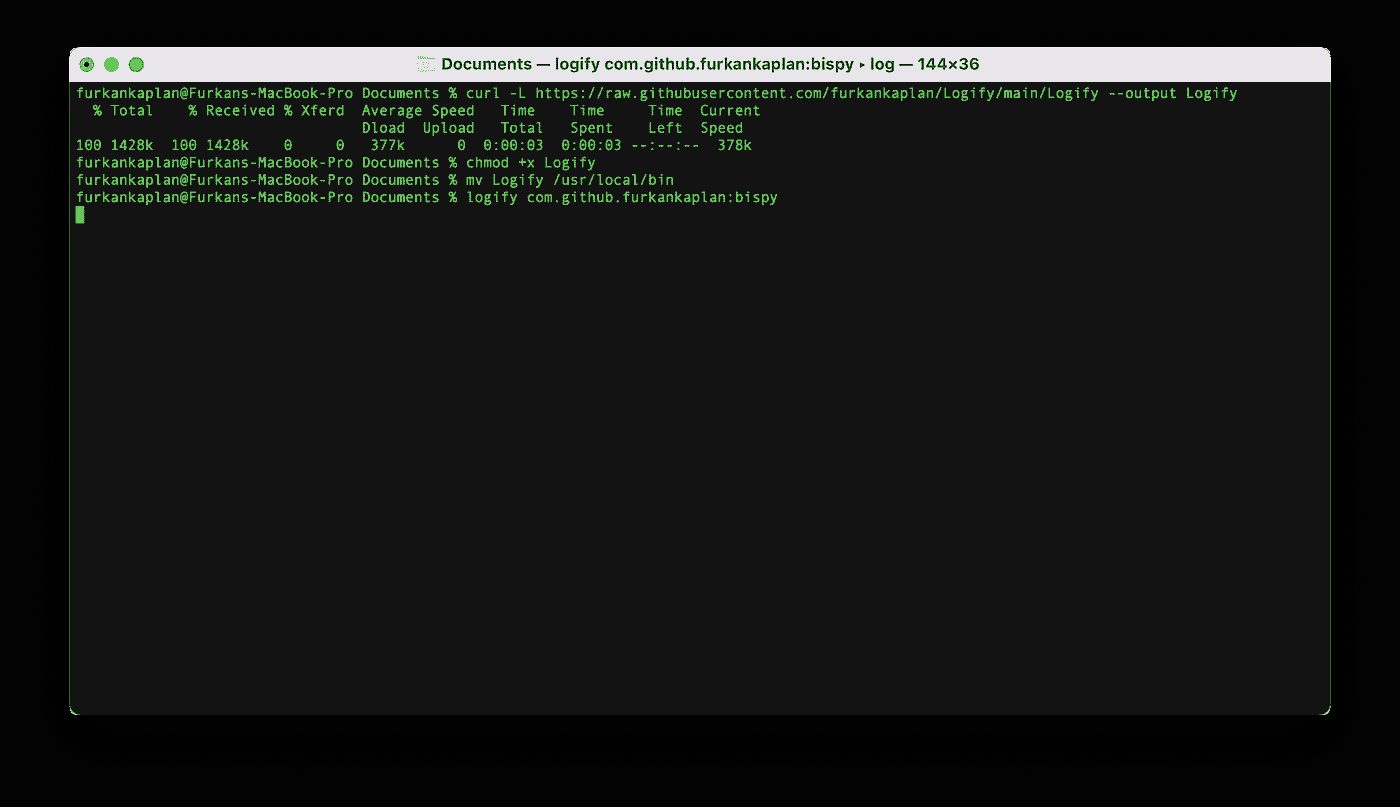 Documents — logify com.github.furkankaplan:bispy ▸ log — 144×36
furkankaplan@Furkans-MacBook-Pro Documents % curl -L https://raw.githubusercontent.com/furkankaplan/Logify/main/Logify --output Logify
  % Total    % Received % Xferd  Average Speed   Time    Time     Time  Current
                                 Dload  Upload   Total   Spent    Left  Speed
100 1428k  100 1428k    0     0   377k      0  0:00:03  0:00:03 --:--:--  378k
furkankaplan@Furkans-MacBook-Pro Documents % chmod +x Logify
furkankaplan@Furkans-MacBook-Pro Documents % mv Logify /usr/local/bin
furkankaplan@Furkans-MacBook-Pro Documents % logify com.github.furkankaplan:bispy